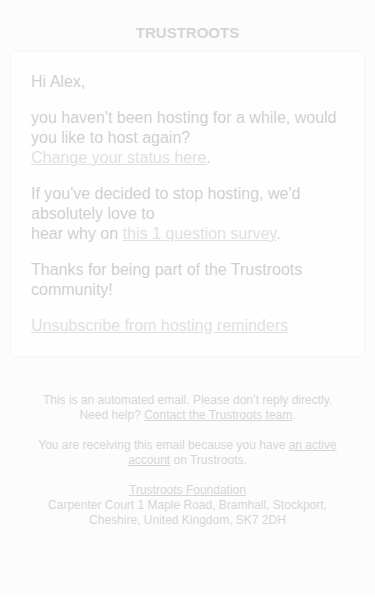 TRUSTROOTS
Hi Alex,
you haven't been hosting for a while, would
you like to host again?
Change your status here.
If you've decided to stop hosting, we'd
absolutely love to
hear why on this 1 question survey.
Thanks for being part of the Trustroots
community!
Unsubscribe from hosting reminders
This is an automated email. Please don't reply directly.
Need help? Contact the Trustroots team.
You are receiving this email because you have an active
account on Trustroots.
Trustroots Foundation
Carpenter Court 1 Maple Road, Bramhall, Stockport,
Cheshire, United Kingdom, SK7 2DH